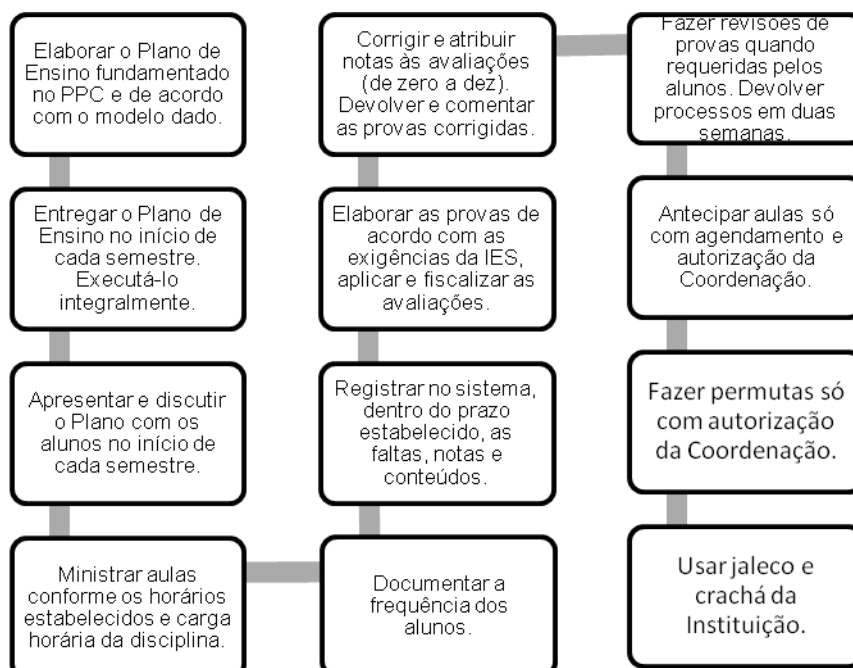 Elaborar o Plano de
Ensino fundamentado
no PPC e de acordo
com o modelo dado.
Entregar o Plano de
Ensino no início de
cada semestre.
Executá-lo
integralmente.
Apresentar e discutir
o Plano com os
alunos no início de
cada semestre.
Ministrar aulas
conforme os horários
estabelecidos e carga
horária da disciplina.
Documentar a
frequência dos
alunos.
Registrar no sistema,
dentro do prazo
estabelecido, as
faltas, notas e
conteúdos.
Elaborar as provas de
acordo com as
exigências da IES,
aplicar e fiscalizar as
avaliações.
Corrigir e atribuir
notas às avaliações
(de zero a dez).
Devolver e comentar
as provas corrigidas.
Fazer revisões de
provas quando
requeridas pelos
alunos. Devolver
processos em duas
semanas.
Antecipar aulas só
com agendamento e
autorização da
Coordenação.
Fazer permutas só
com autorização
da Coordenação.
Usar jaleco e
crachá da
Instituição.